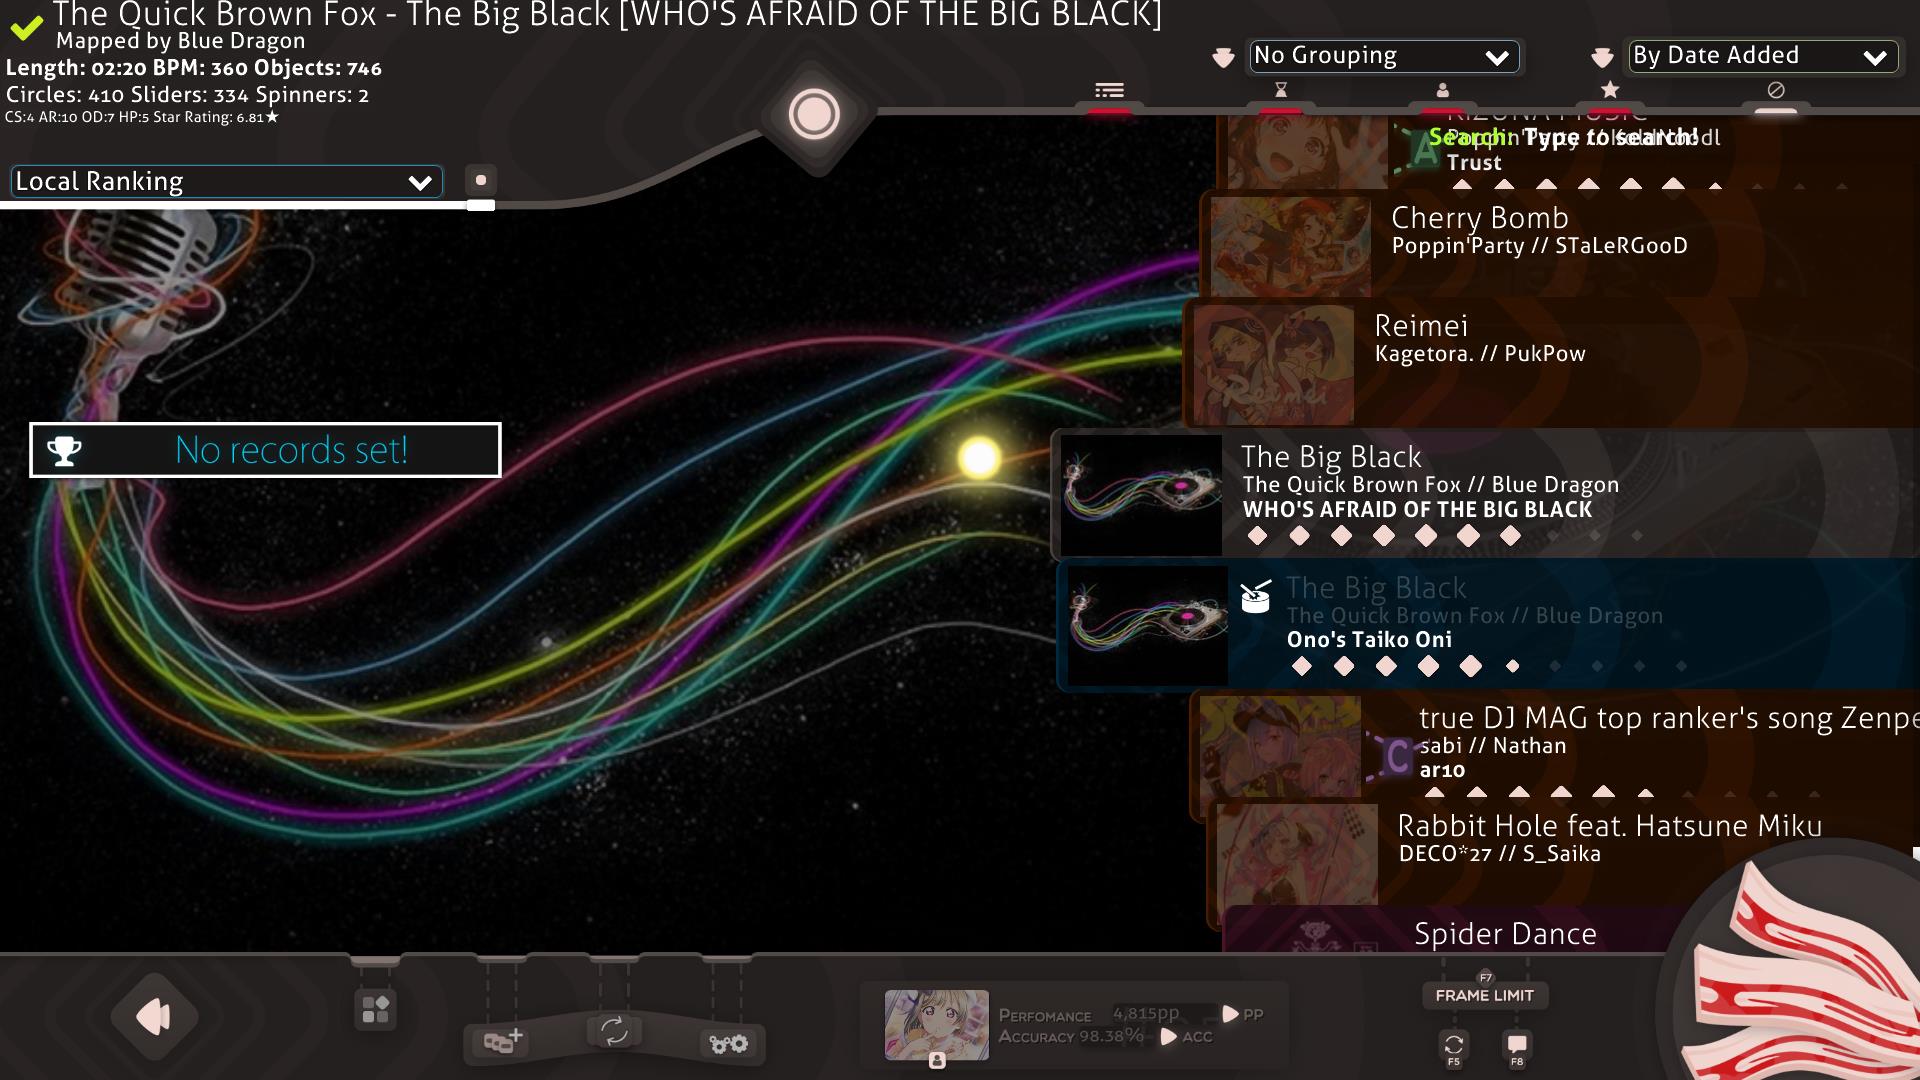 The Quick Brown Fox - The Big Black [WHO'S AFRAID OF THE BIG BLACK]
Mapped by Blue Dragon
Length: 02:20 BPM: 360 Objects: 746
Circles: 410 Sliders: 334 Spinners: 2
CS:4 AR:10 OD:7 HP:5 Star Rating: 6.81★
No Grouping
By Date Added
Local Ranking
Search: Type to search!
A
Trust
Cherry Bomb
Poppin'Party // STaLeRGooD
Reimei
Kagetora. // PukPow
Reimei
No records set!
The Big Black
The Quick Brown Fox // Blue Dragon
WHO'S AFRAID OF THE BIG BLACK
The Big Black
The Quick Brown Fox // Blue Dragon
Ono's Taiko Oni
true DJ MAG top ranker's song Zenpe
C
sabi // Nathan
ar10
Rabbit Hole feat. Hatsune Miku
DECO*27 // S_Saika
Spider Dance
Perfomance 4,815pp PP
Accuracy 98.38% ACC
F7
FRAME LIMIT
F5 F8